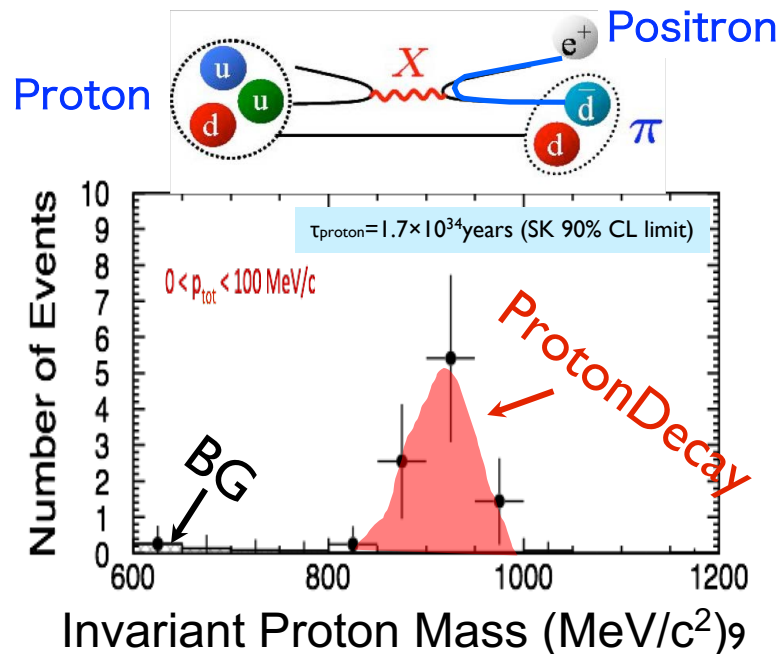 Positron
e⁺
X
u
u
d
Proton
d̄
d
π
10
9
8
7
6
5
4
3
2
1
0
Number of Events
τproton=1.7×10³⁴years (SK 90% CL limit)
0 < ptot < 100 MeV/c
ProtonDecay
BG
600
800
1000
1200
Invariant Proton Mass (MeV/c²)9